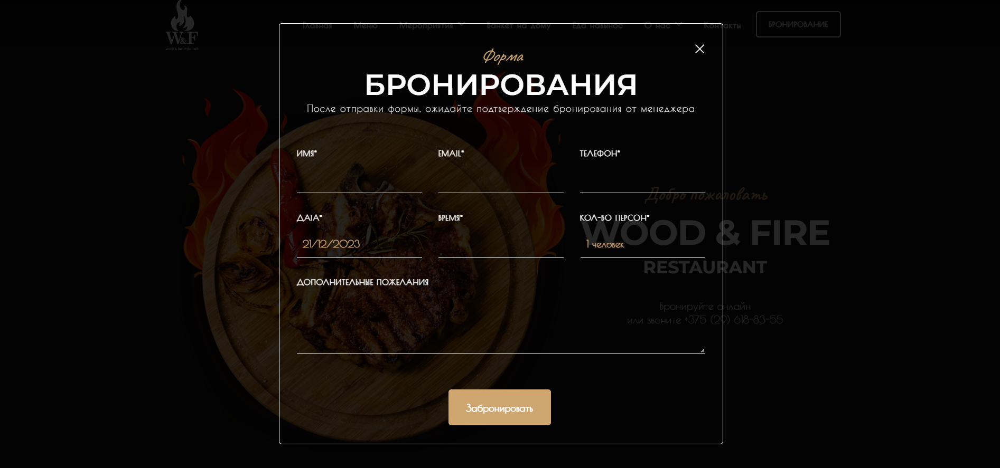 W&F
wood & fire restaurant
Главная Меню Мероприятия Банкет на дому Еда навынос О нас Контакты БРОНИРОВАНИЕ
Форма
БРОНИРОВАНИЯ
После отправки формы, ожидайте подтверждение бронирования от менеджера
ИМЯ* EMAIL* ТЕЛЕФОН*
Добро пожаловать
ДАТА* ВРЕМЯ* КОЛ-ВО ПЕРСОН*
WOOD & FIRE
21/12/2023 1 человек
RESTAURANT
ДОПОЛНИТЕЛЬНЫЕ ПОЖЕЛАНИЯ
Бронируйте онлайн
или звоните +375 (29) 618-83-55
Забронировать